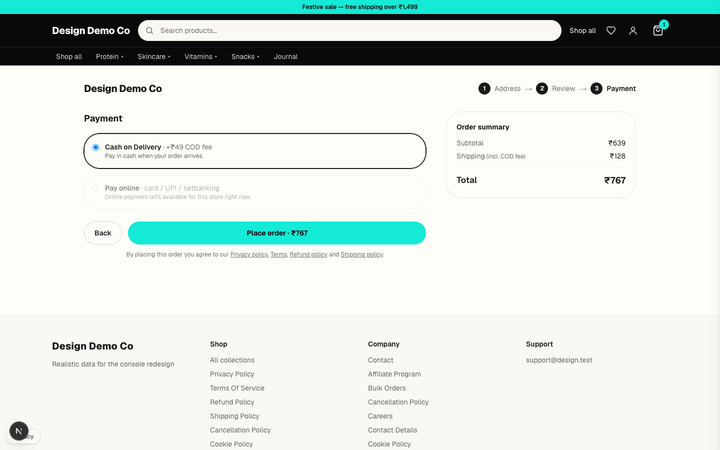 Festive sale — free shipping over ₹1,499
Design Demo Co
Search products...
Shop all
1
Shop all
Protein
Skincare
Vitamins
Snacks
Journal
Design Demo Co
1 Address → 2 Review → 3 Payment
Payment
Cash on Delivery · +₹49 COD fee
Pay in cash when your order arrives.
Pay online · card / UPI / netbanking
Online payment isn't available for this store right now.
Back
Place order · ₹767
By placing this order you agree to our Privacy policy, Terms, Refund policy and Shipping policy.
Order summary
Subtotal ₹639
Shipping (incl. COD fee) ₹128
Total ₹767
Design Demo Co
Realistic data for the console redesign
Shop
All collections
Privacy Policy
Terms Of Service
Refund Policy
Shipping Policy
Cancellation Policy
Cookie Policy
Company
Contact
Affiliate Program
Bulk Orders
Cancellation Policy
Careers
Contact Details
Cookie Policy
Support
support@design.test
N